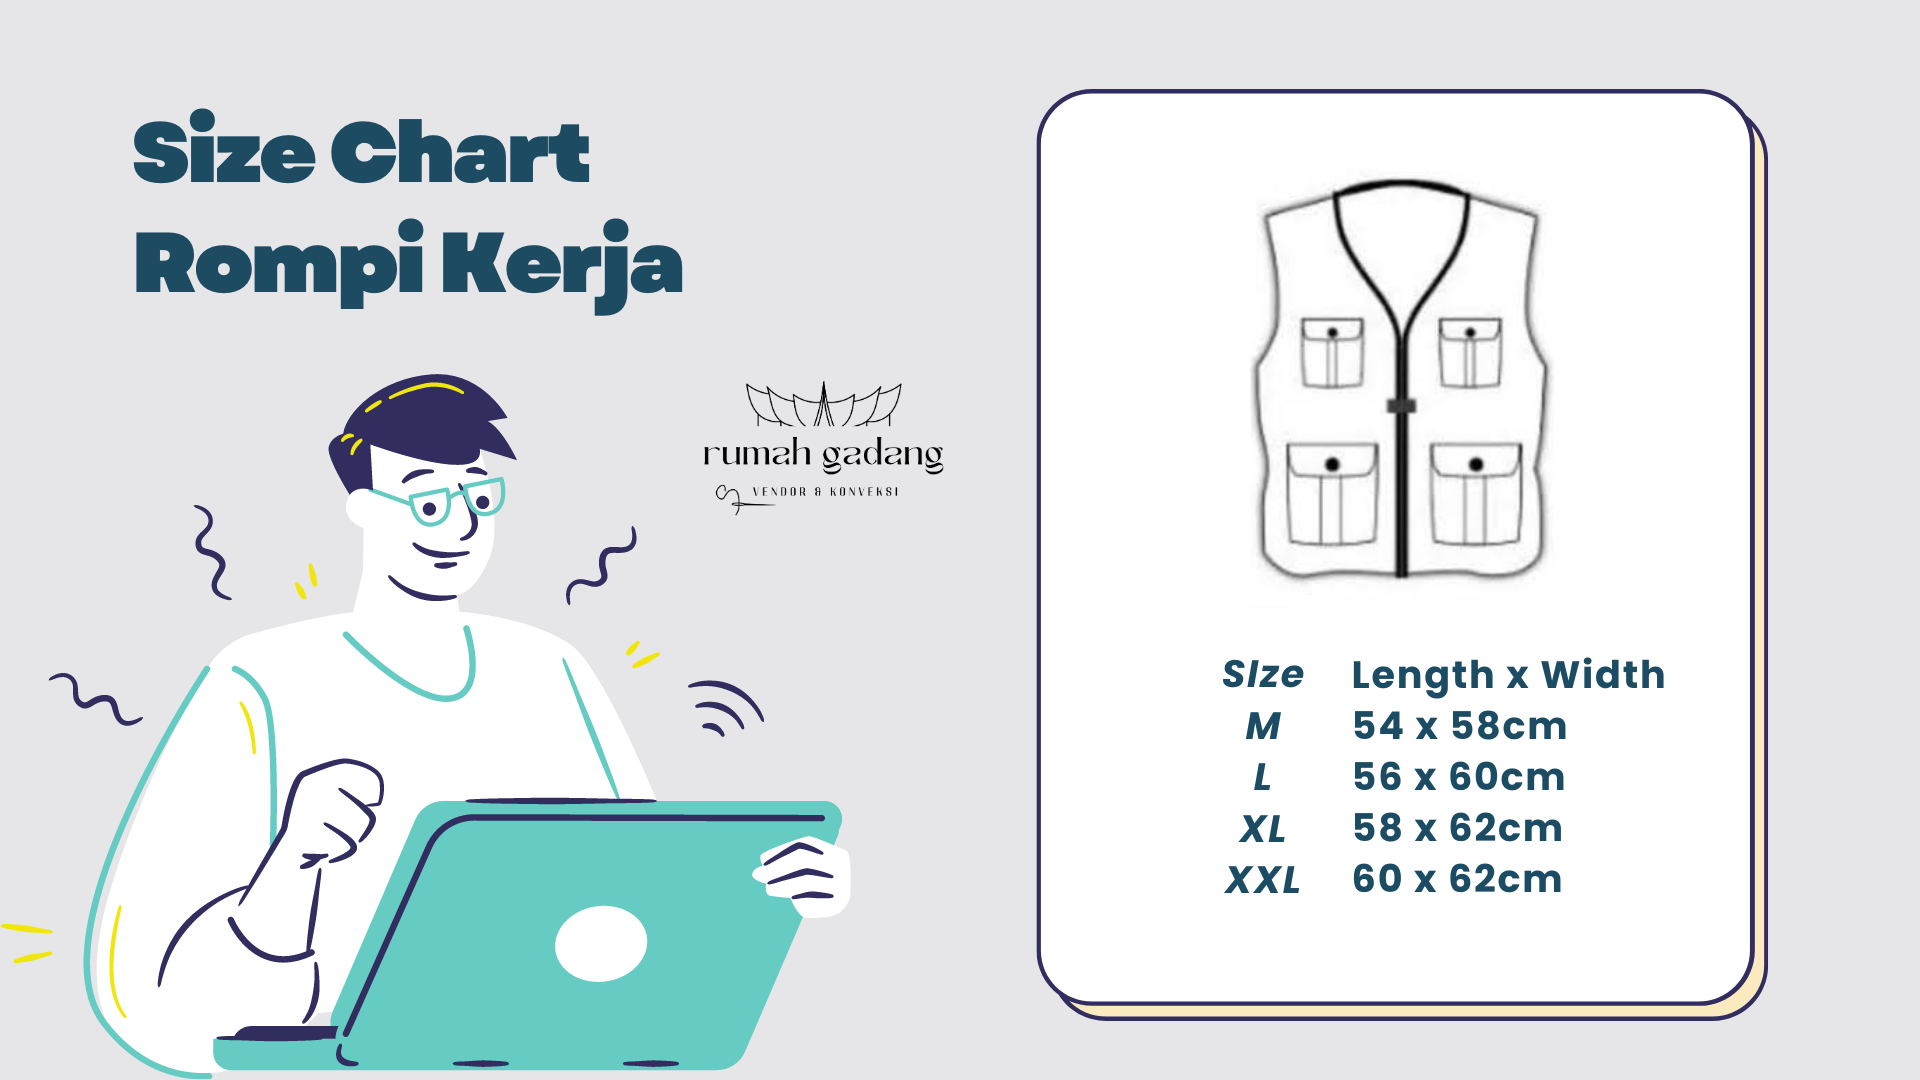 Size Chart
Rompi Kerja
rumah gadang
VENDOR & KONVEKSI
SIze Length x Width
M 54 x 58cm
L 56 x 60cm
XL 58 x 62cm
XXL 60 x 62cm